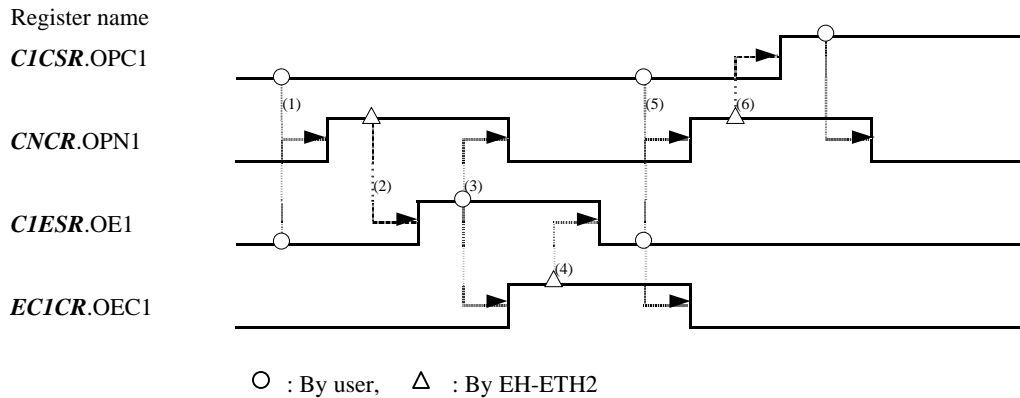 Register name
C1CSR.OPC1
(1)
(5)
(6)
CNCR.OPN1
(2)
(3)
C1ESR.OE1
(4)
EC1CR.OEC1
: By user, : By EH-ETH2